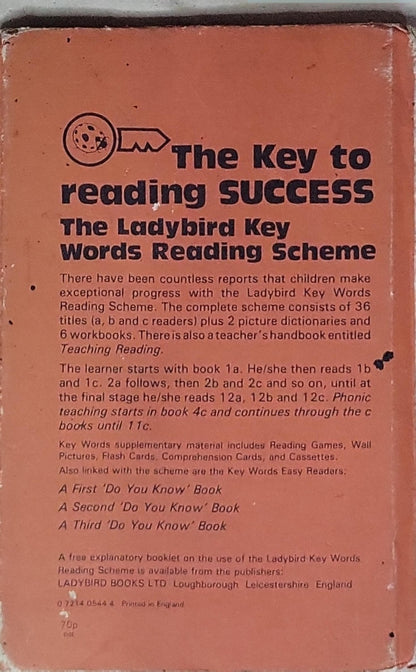 The Key to
reading SUCCESS
The Ladybird Key
Words Reading Scheme
There have been countless reports that children make
exceptional progress with the Ladybird Key Words
Reading Scheme. The complete scheme consists of 36
titles (a, b and c readers) plus 2 picture dictionaries and
6 workbooks. There is also a teacher's handbook entitled
Teaching Reading.
The learner starts with book 1a. He/she then reads 1b
and 1c. 2a follows, then 2b and 2c and so on, until at
the final stage he/she reads 12a, 12b and 12c. Phonic
teaching starts in book 4c and continues through the c
books until 11c.
Key Words supplementary material includes Reading Games, Wall
Pictures, Flash Cards, Comprehension Cards, and Cassettes.
Also linked with the scheme are the Key Words Easy Readers:
A First 'Do You Know' Book
A Second 'Do You Know' Book
A Third 'Do You Know' Book
A free explanatory booklet on the use of the Ladybird Key Words
Reading Scheme is available from the publishers:
LADYBIRD BOOKS LTD Loughborough Leicestershire England
0 7214 0544 4 Printed in England
70p
net